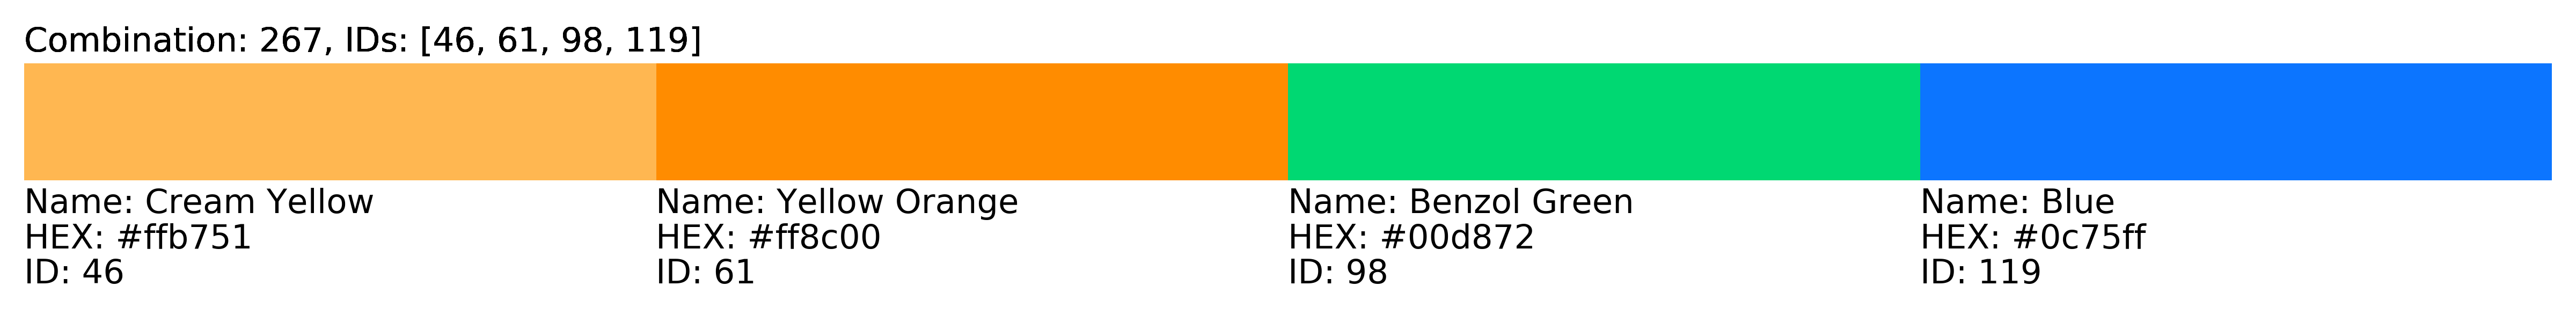 Combination: 267, IDs: [46, 61, 98, 119]
Name: Cream Yellow
HEX: #ffb751
ID: 46
Name: Yellow Orange
HEX: #ff8c00
ID: 61
Name: Benzol Green
HEX: #00d872
ID: 98
Name: Blue
HEX: #0c75ff
ID: 119